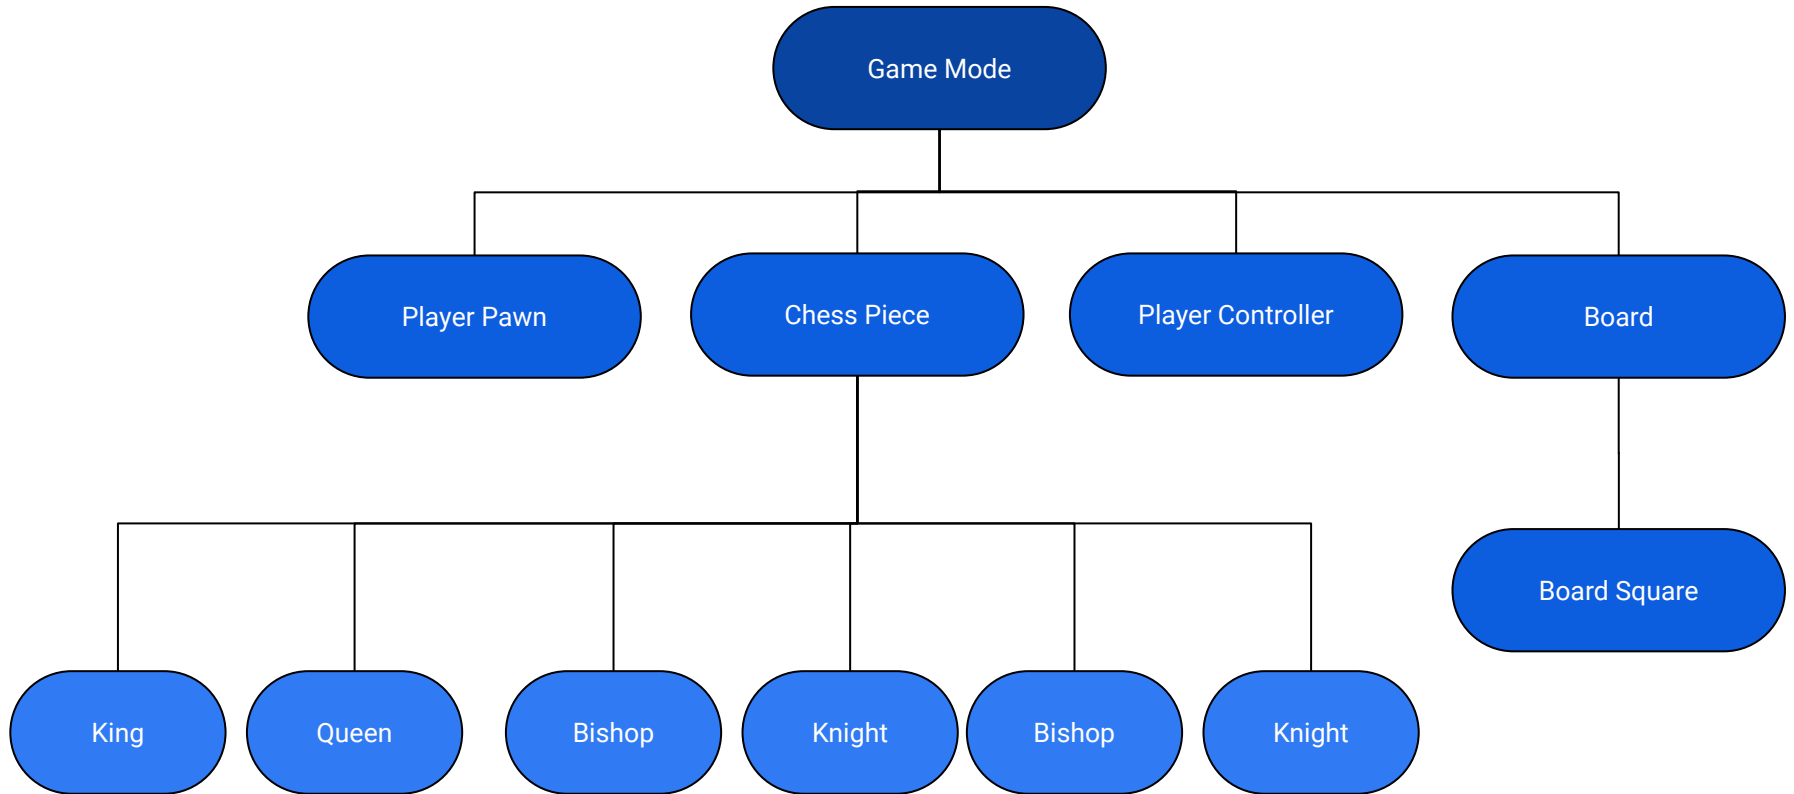 Game Mode
Player Pawn
Chess Piece
Player Controller
Board
Board Square
King
Queen
Bishop
Knight
Bishop
Knight